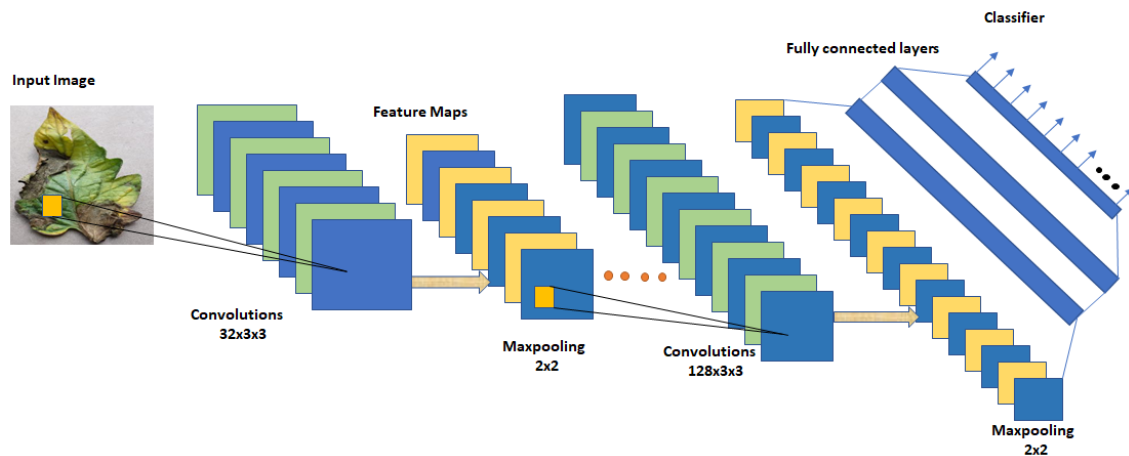 Classifier
Fully connected layers
Input Image
Feature Maps
Convolutions
32x3x3
Maxpooling
2x2
Convolutions
128x3x3
Maxpooling
2x2